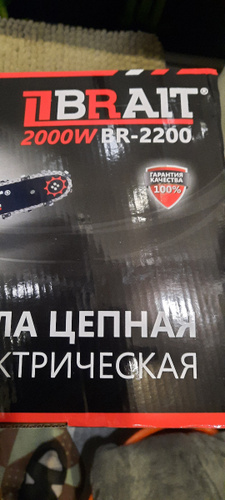 BRAIT®
2000W BR-2200
ГАРАНТИЯ
КАЧЕСТВА
100%
ЛА ЦЕПНАЯ
КТРИЧЕСКАЯ